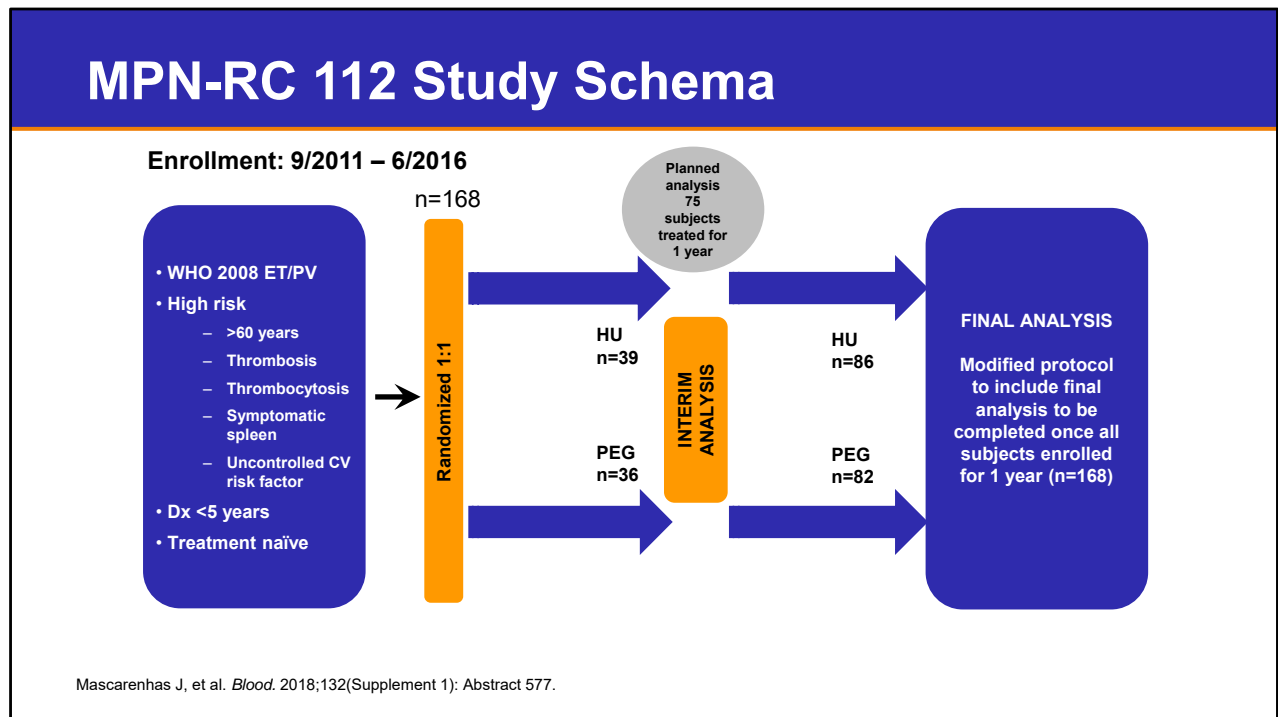 MPN-RC 112 Study Schema
Enrollment: 9/2011 – 6/2016
n=168
• WHO 2008 ET/PV
• High risk
– >60 years
– Thrombosis
– Thrombocytosis
– Symptomatic
spleen
– Uncontrolled CV
risk factor
• Dx <5 years
• Treatment naïve
Randomized 1:1
Planned
analysis
75
subjects
treated for
1 year
HU
n=39
PEG
n=36
INTERIM
ANALYSIS
HU
n=86
PEG
n=82
FINAL ANALYSIS
Modified protocol
to include final
analysis to be
completed once all
subjects enrolled
for 1 year (n=168)
Mascarenhas J, et al. Blood. 2018;132(Supplement 1): Abstract 577.